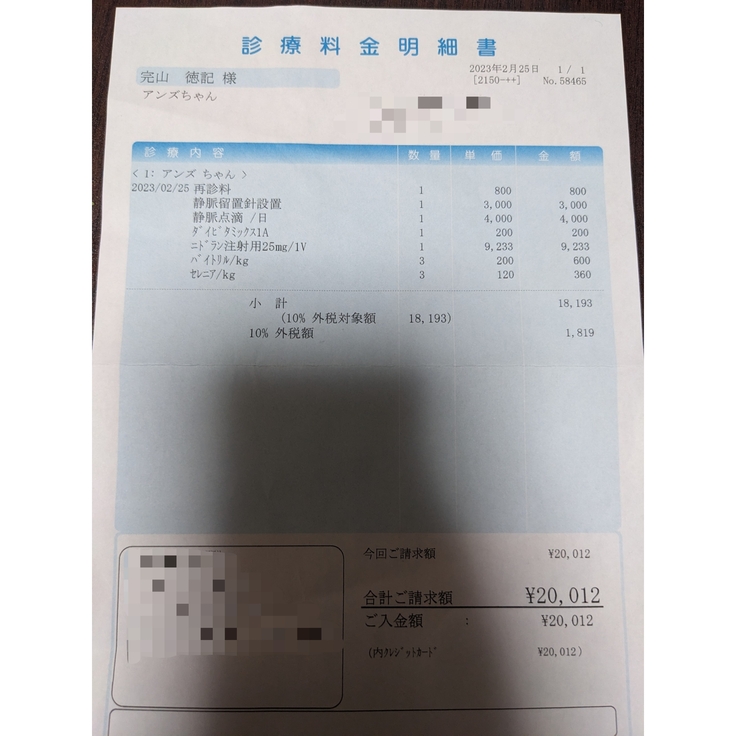 診療料金明細書
完山　徳記 様
2023年2月25日　1 / 1
アンズちゃん
[2150-++]　No.58465
診療内容　数量　単価　金額
< 1: アンズ ちゃん >
2023/02/25 再診料　1　800　800
静脈留置針設置　1　3,000　3,000
静脈点滴 /日　1　4,000　4,000
ﾀﾞｲﾋﾞﾀﾐｯｸｽ1A　1　200　200
ﾆﾄﾞﾗﾝ注射用25mg/1V　1　9,233　9,233
ﾊﾞｲﾄﾘﾙ/kg　3　200　600
ｾﾚﾆｱ/kg　3　120　360
小　計　18,193
(10% 外税対象額　18,193)
10% 外税額　1,819
今回ご請求額　¥20,012
合計ご請求額　¥20,012
ご入金額　：　¥20,012
(内ｸﾚｼﾞｯﾄｶｰﾄﾞ　¥20,012)